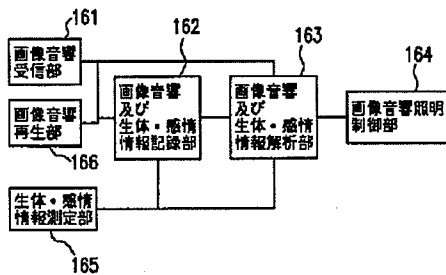 161
画像音響
受信部
162
画像音響
及び
生体・感情
情報記録部
163
画像音響
及び
生体・感情
情報解析部
164
画像音響照明
制御部
画像音響
再生部
166
生体・感情
情報測定部
165